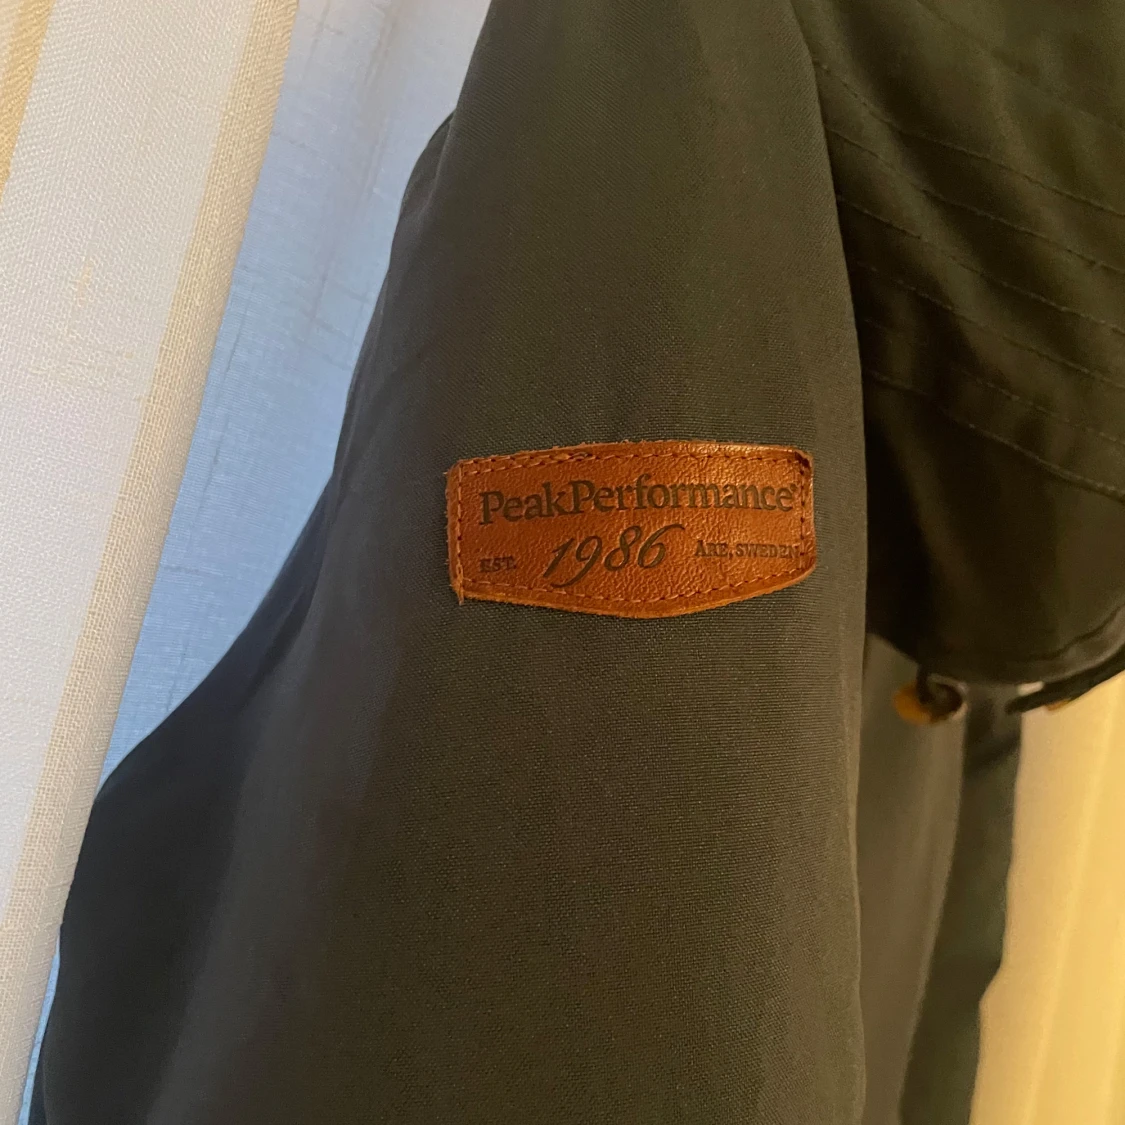 PeakPerformance®
EST. 1986 ÅRE, SWEDEN